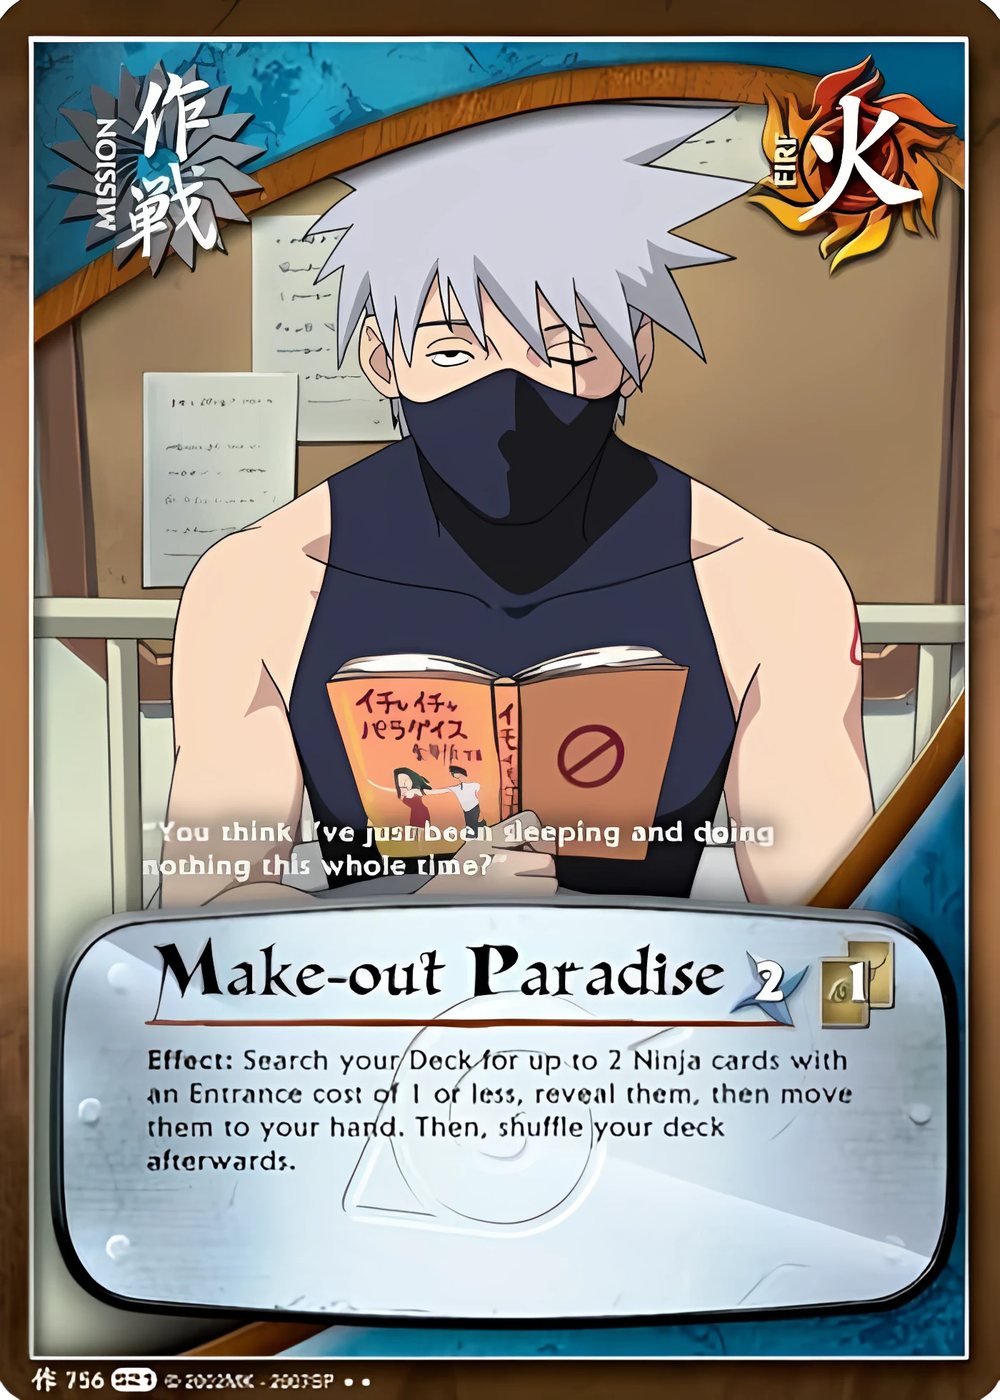 MISSION
作戦
FIRE
火
イチャイチャ
パラダイス
"You think I've just been sleeping and doing
nothing this whole time?"
Make-out Paradise 2 1
Effect: Search your Deck for up to 2 Ninja cards with
an Entrance cost of 1 or less, reveal them, then move
them to your hand. Then, shuffle your deck
afterwards.
作 756